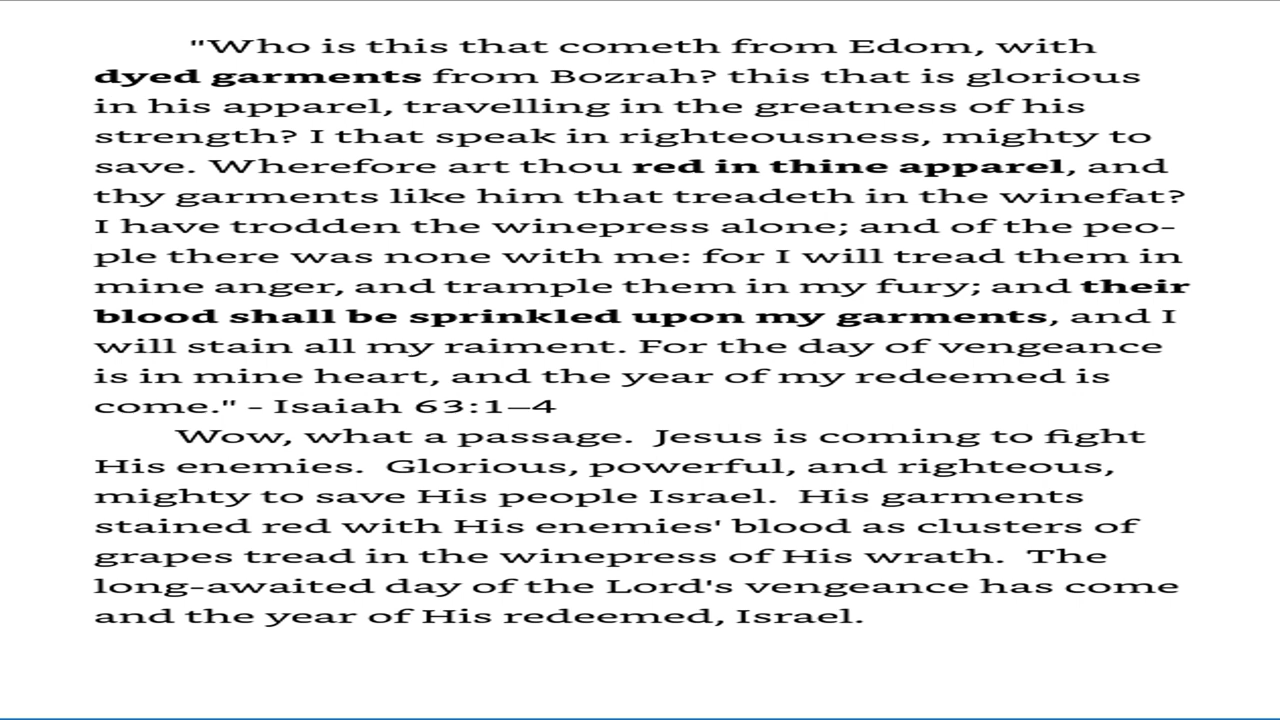 "Who is this that cometh from Edom, with
dyed garments from Bozrah? this that is glorious
in his apparel, travelling in the greatness of his
strength? I that speak in righteousness, mighty to
save. Wherefore art thou red in thine apparel, and
thy garments like him that treadeth in the winefat?
I have trodden the winepress alone; and of the peo-
ple there was none with me: for I will tread them in
mine anger, and trample them in my fury; and their
blood shall be sprinkled upon my garments, and I
will stain all my raiment. For the day of vengeance
is in mine heart, and the year of my redeemed is
come." - Isaiah 63:1–4
Wow, what a passage.  Jesus is coming to fight
His enemies.  Glorious, powerful, and righteous,
mighty to save His people Israel.  His garments
stained red with His enemies' blood as clusters of
grapes tread in the winepress of His wrath.  The
long-awaited day of the Lord's vengeance has come
and the year of His redeemed, Israel.